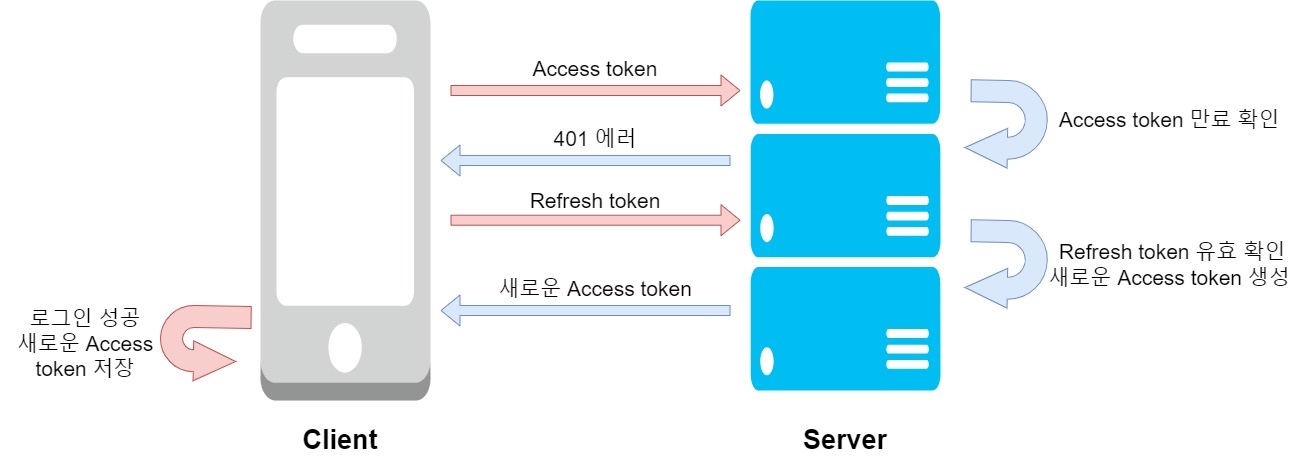 Access token
Access token 만료 확인
401 에러
Refresh token
Refresh token 유효 확인
새로운 Access token 생성
새로운 Access token
로그인 성공
새로운 Access
token 저장
Client
Server